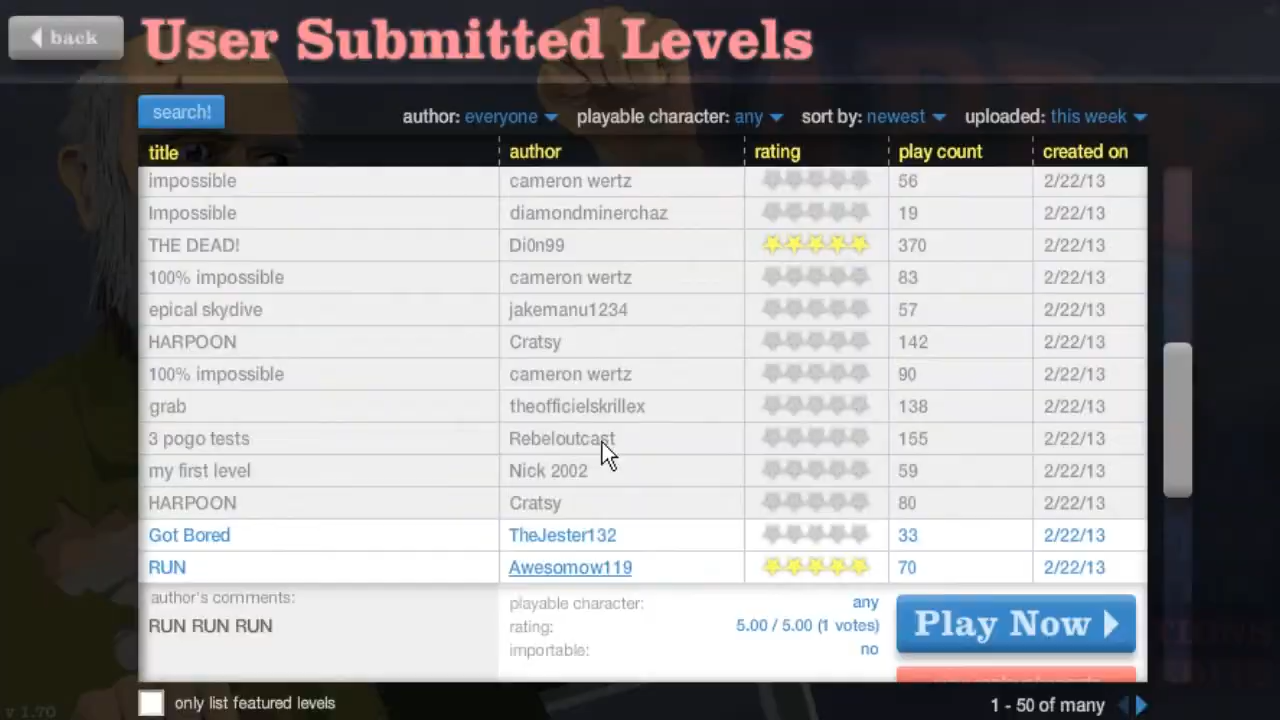 back
User Submitted Levels
search!
author: everyone playable character: any sort by: newest uploaded: this week
title author rating play count created on
impossible cameron wertz 56 2/22/13
Impossible diamondminerchaz 19 2/22/13
THE DEAD! Di0n99 370 2/22/13
100% impossible cameron wertz 83 2/22/13
epical skydive jakemanu1234 57 2/22/13
HARPOON Cratsy 142 2/22/13
100% impossible cameron wertz 90 2/22/13
grab theofficielskrillex 138 2/22/13
3 pogo tests Rebeloutcast 155 2/22/13
my first level Nick 2002 59 2/22/13
HARPOON Cratsy 80 2/22/13
Got Bored TheJester132 33 2/22/13
RUN Awesomow119 70 2/22/13
author's comments:
RUN RUN RUN
playable character: any
rating: 5.00 / 5.00 (1 votes)
importable: no
Play Now
only list featured levels
1 - 50 of many
v 1.70